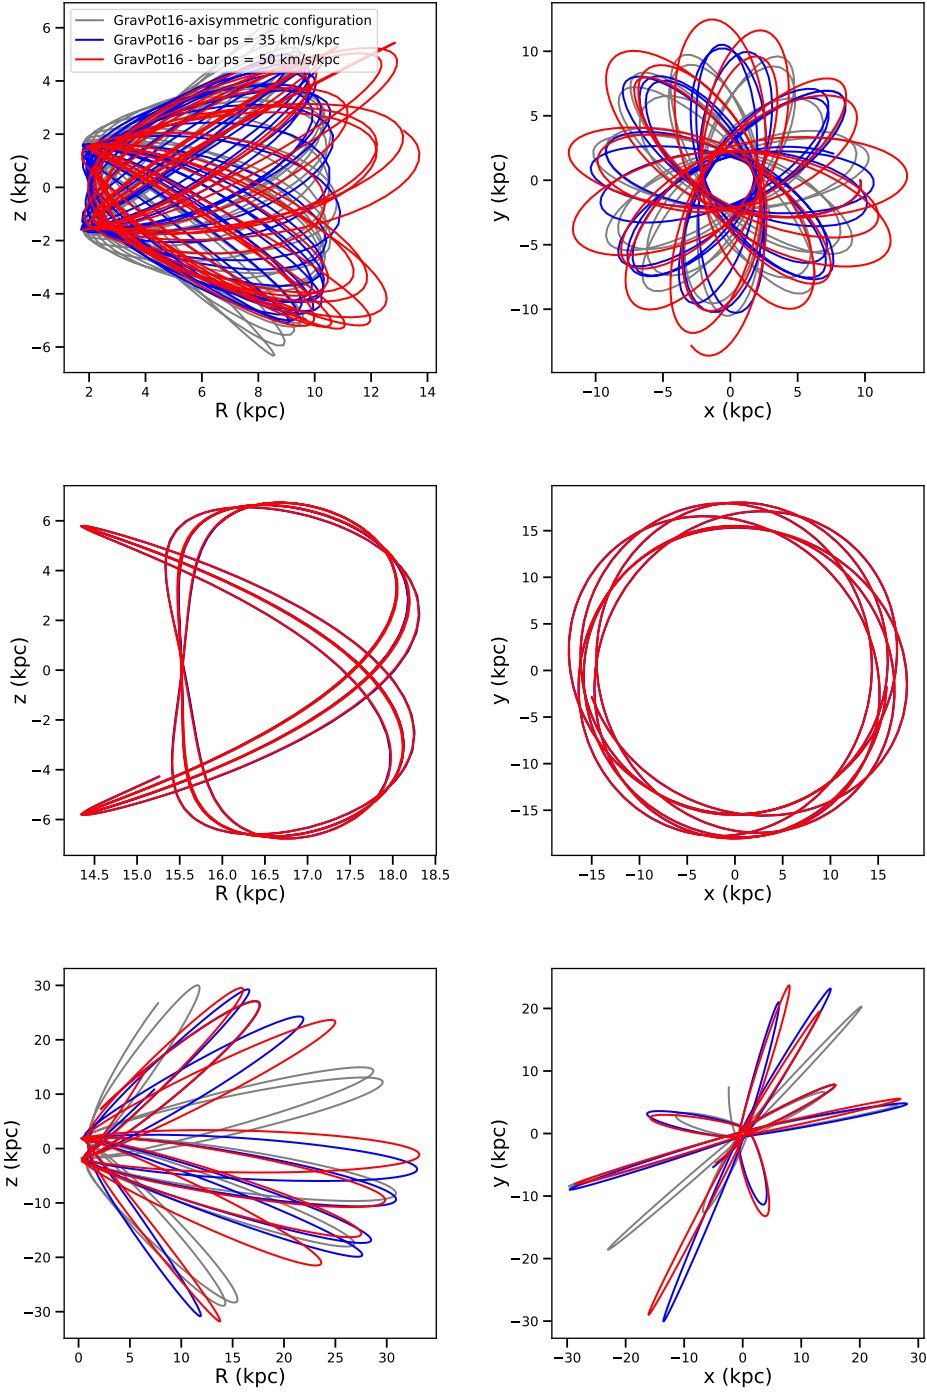 GravPot16-axisymmetric configuration
GravPot16 - bar ps = 35 km/s/kpc
GravPot16 - bar ps = 50 km/s/kpc
6
4
2
0
−2
−4
−6
z (kpc)
2 4 6 8 10 12 14
R (kpc)
10
5
0
−5
−10
y (kpc)
−10 −5 0 5 10
x (kpc)
6
4
2
0
−2
−4
−6
z (kpc)
14.5 15.0 15.5 16.0 16.5 17.0 17.5 18.0 18.5
R (kpc)
15
10
5
0
−5
−10
−15
y (kpc)
−15 −10 −5 0 5 10 15
x (kpc)
30
20
10
0
−10
−20
−30
z (kpc)
0 5 10 15 20 25 30
R (kpc)
20
10
0
−10
−20
−30
y (kpc)
−30 −20 −10 0 10 20 30
x (kpc)